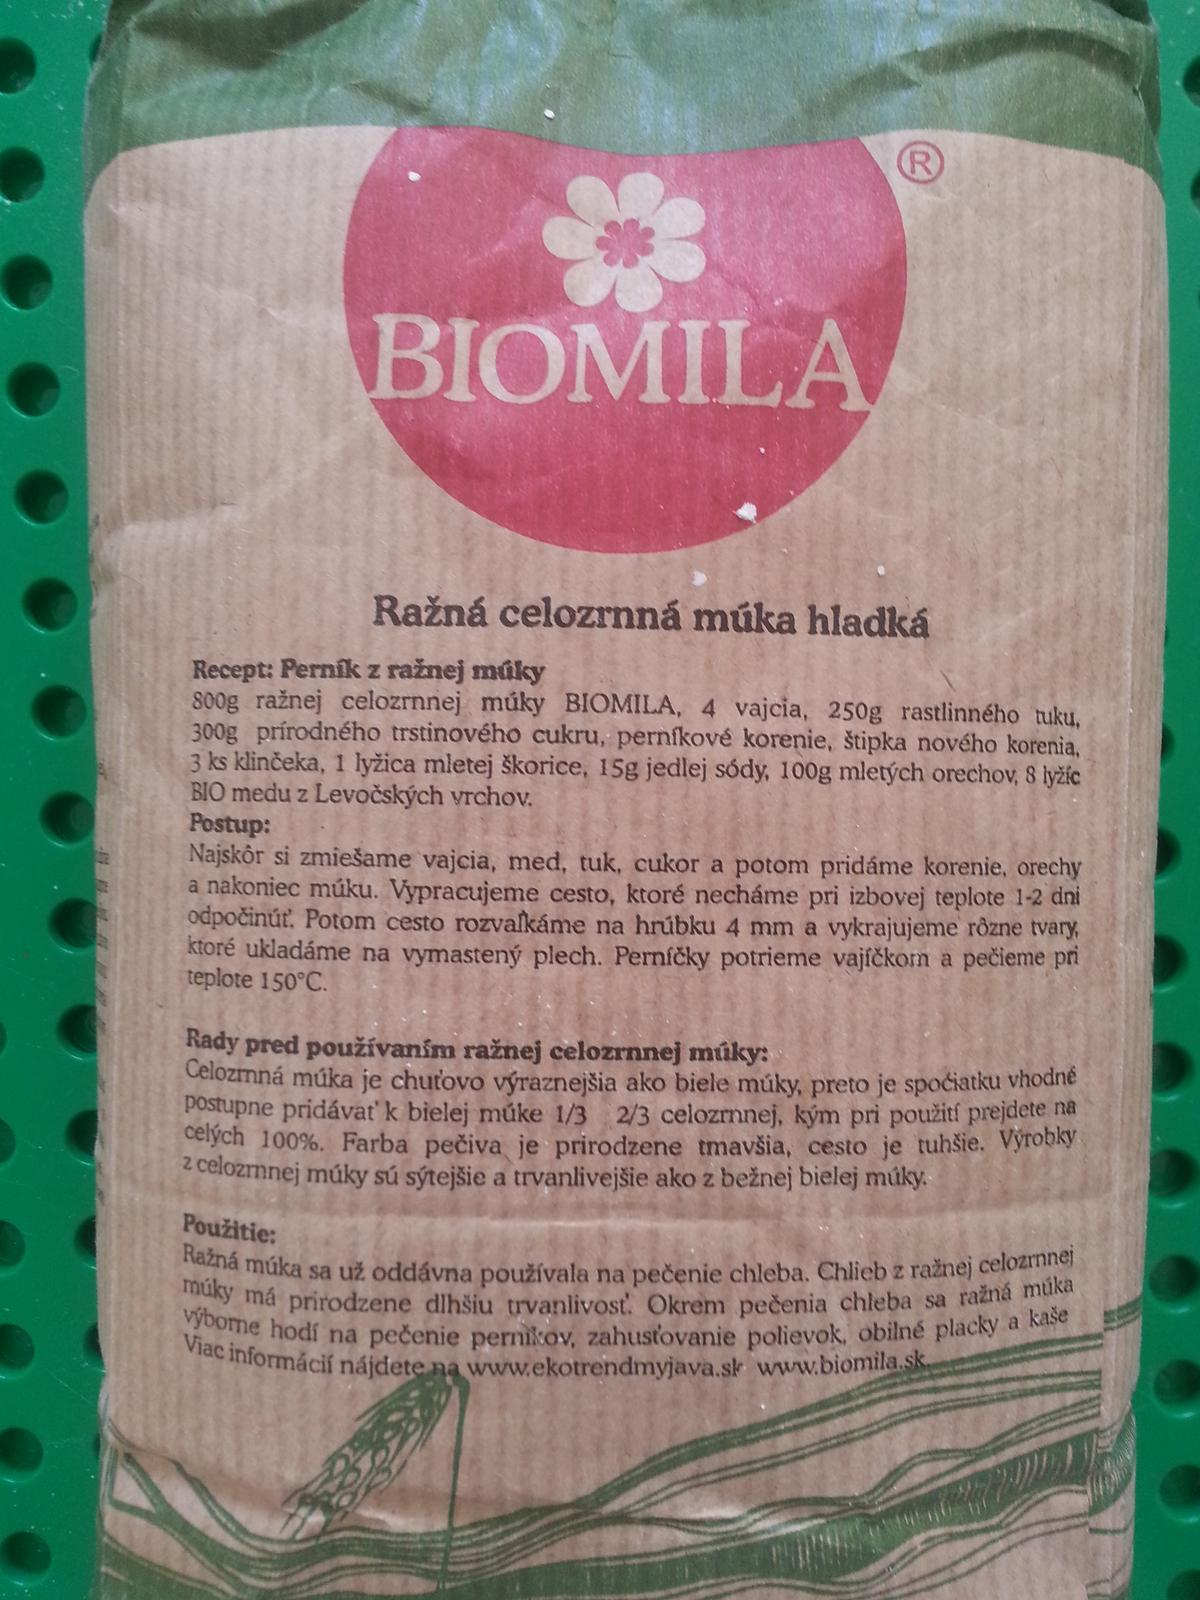 ®
BIOMILA
Ražná celozrnná múka hladká
Recept: Perník z ražnej múky
800g ražnej celozrnnej múky BIOMILA, 4 vajcia, 250g rastlinného tuku,
300g prírodného trstinového cukru, perníkové korenie, štipka nového korenia,
3 ks klinčeka, 1 lyžica mletej škorice, 15g jedlej sódy, 100g mletých orechov, 8 lyžíc
BIO medu z Levočských vrchov.
Postup:
Najskôr si zmiešame vajcia, med, tuk, cukor a potom pridáme korenie, orechy
a nakoniec múku. Vypracujeme cesto, ktoré necháme pri izbovej teplote 1-2 dni
odpočinúť. Potom cesto rozvaľkáme na hrúbku 4 mm a vykrajujeme rôzne tvary,
ktoré ukladáme na vymastený plech. Perníčky potrieme vajíčkom a pečieme pri
teplote 150°C.
Rady pred používaním ražnej celozrnnej múky:
Celozrnná múka je chuťovo výraznejšia ako biele múky, preto je spočiatku vhodné
postupne pridávať k bielej múke 1/3 2/3 celozrnnej, kým pri použití prejdete na
celých 100%. Farba pečiva je prirodzene tmavšia, cesto je tuhšie. Výrobky
z celozrnnej múky sú sýtejšie a trvanlivejšie ako z bežnej bielej múky.
Použitie:
Ražná múka sa už oddávna používala na pečenie chleba. Chlieb z ražnej celozrnnej
múky má prirodzene dlhšiu trvanlivosť. Okrem pečenia chleba sa ražná múka
výborne hodí na pečenie perníkov, zahusťovanie polievok, obilné placky a kaše
Viac informácií nájdete na www.ekotrendmyjava.sk www.biomila.sk.